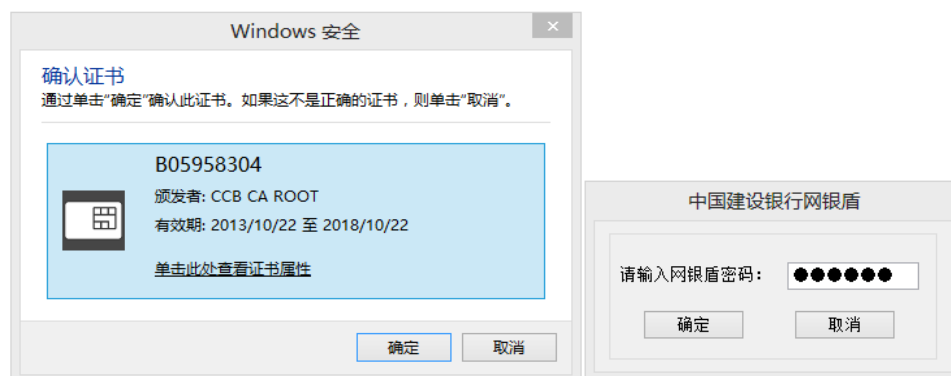 Windows 安全
确认证书
通过单击"确定"确认此证书。如果这不是正确的证书，则单击"取消"。
B05958304
颁发者: CCB CA ROOT
有效期: 2013/10/22 至 2018/10/22
单击此处查看证书属性
确定
取消
中国建设银行网银盾
请输入网银盾密码：
●●●●●●
确定
取消